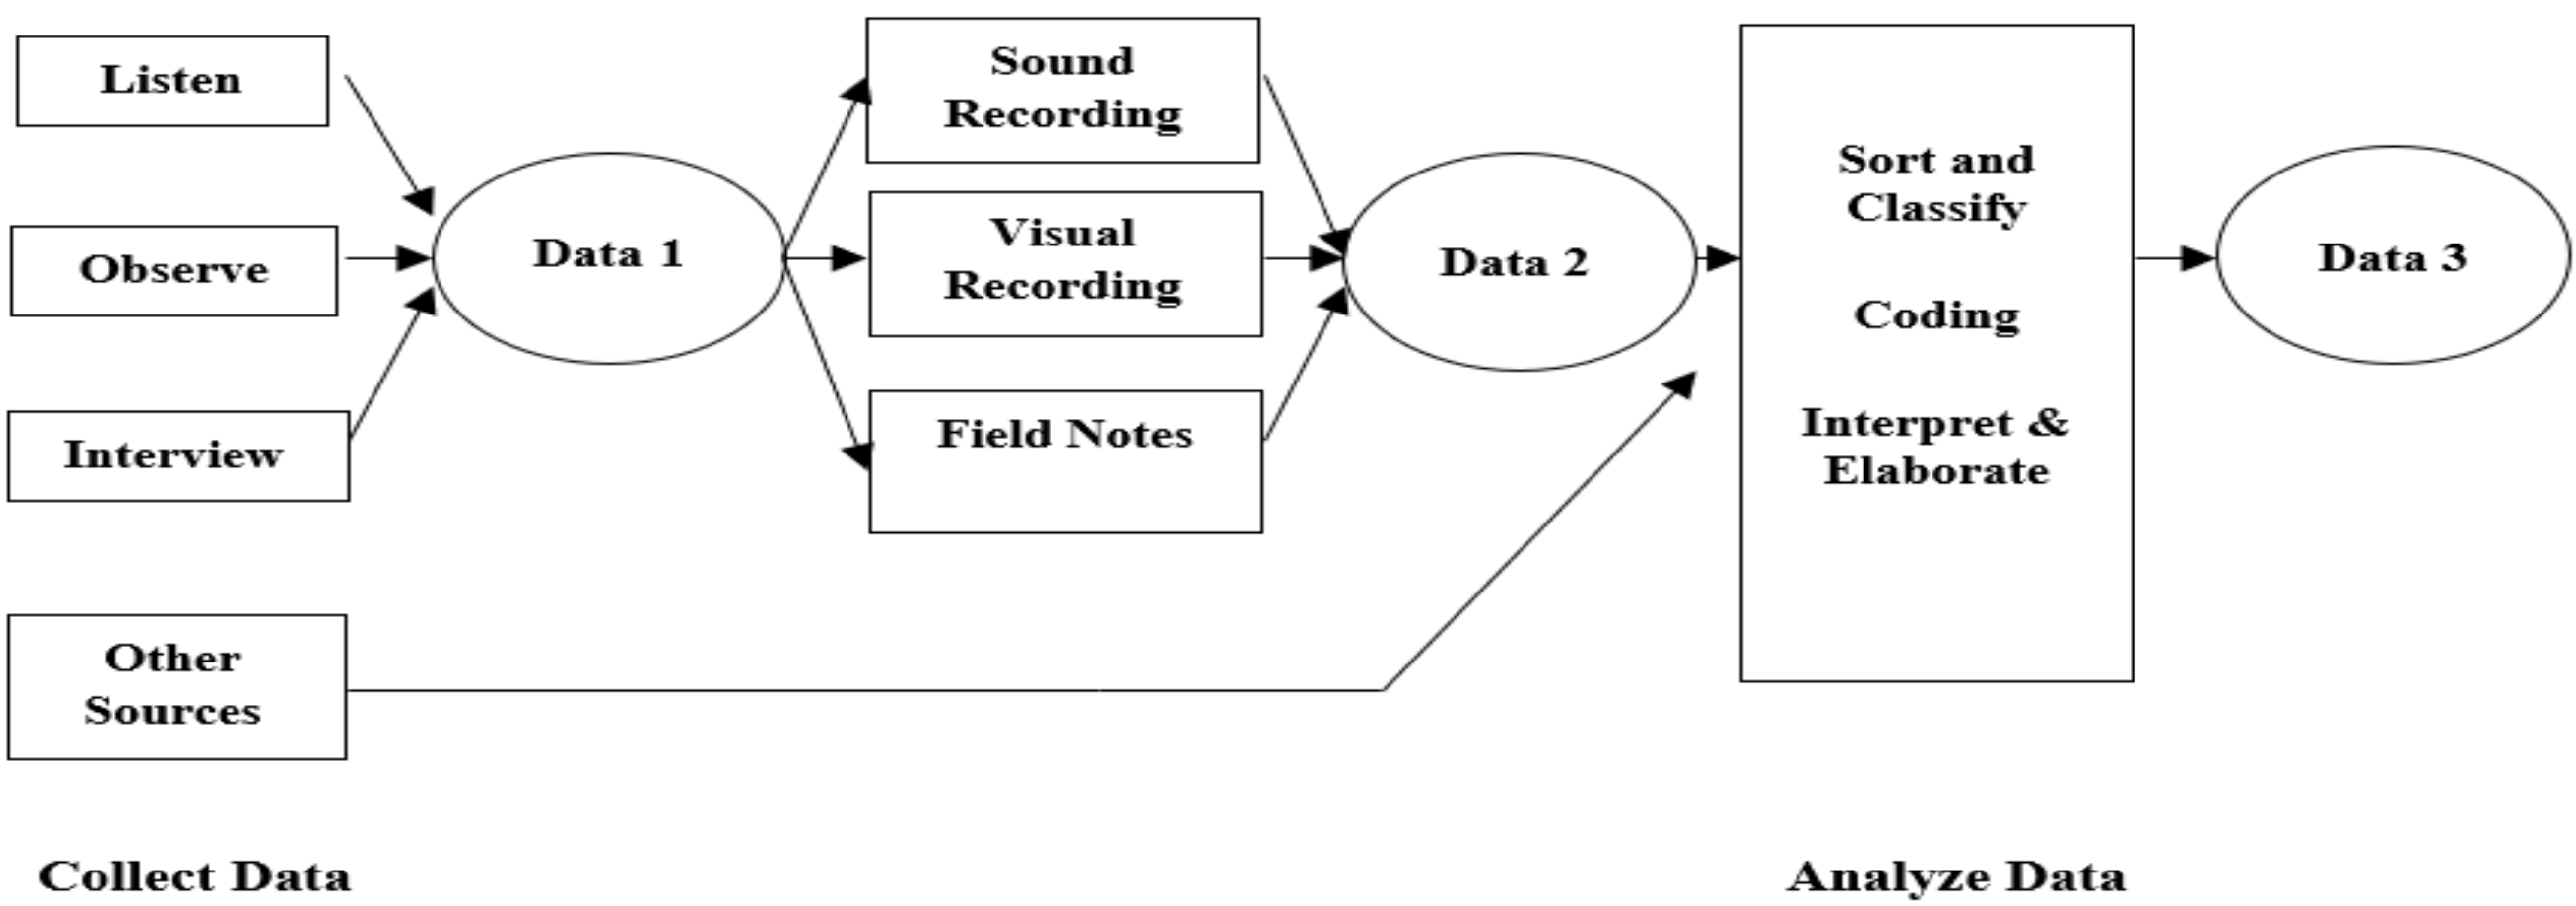 Listen
Observe
Interview
Other
Sources
Data 1
Sound
Recording
Visual
Recording
Field Notes
Data 2
Sort and
Classify
Coding
Interpret &
Elaborate
Data 3
Collect Data
Analyze Data